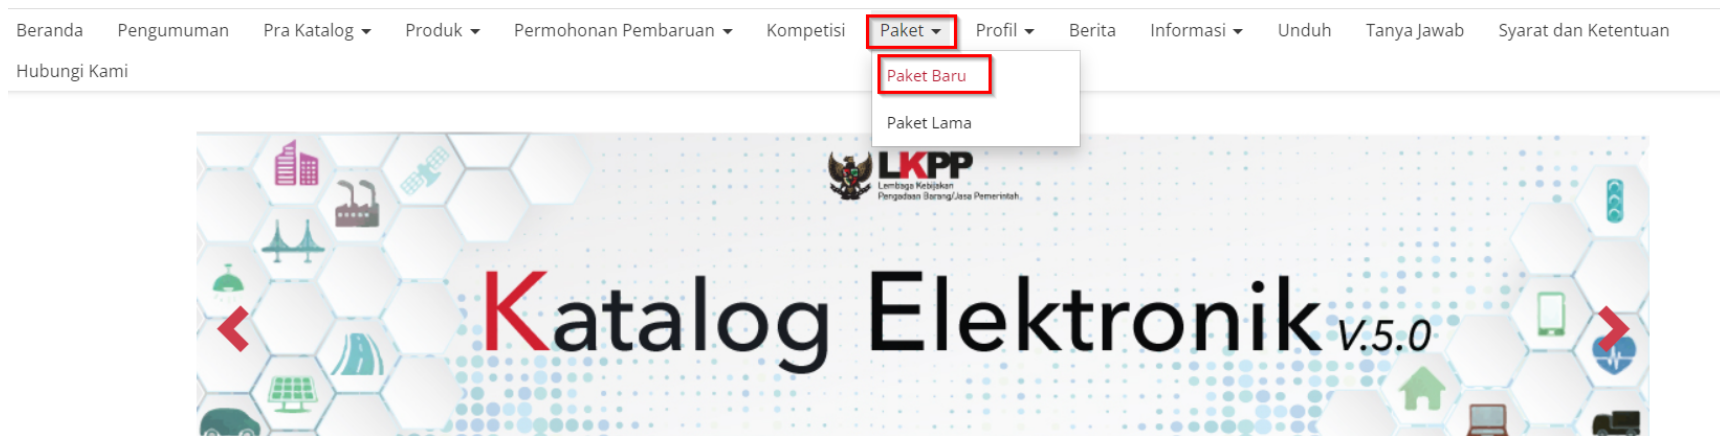 Beranda Pengumuman Pra Katalog Produk Permohonan Pembaruan Kompetisi Paket Profil Berita Informasi Unduh Tanya Jawab Syarat dan Ketentuan
Hubungi Kami
Paket Baru
Paket Lama
LKPP
Lembaga Kebijakan
Pengadaan Barang/Jasa Pemerintah
Katalog Elektronik V.5.0